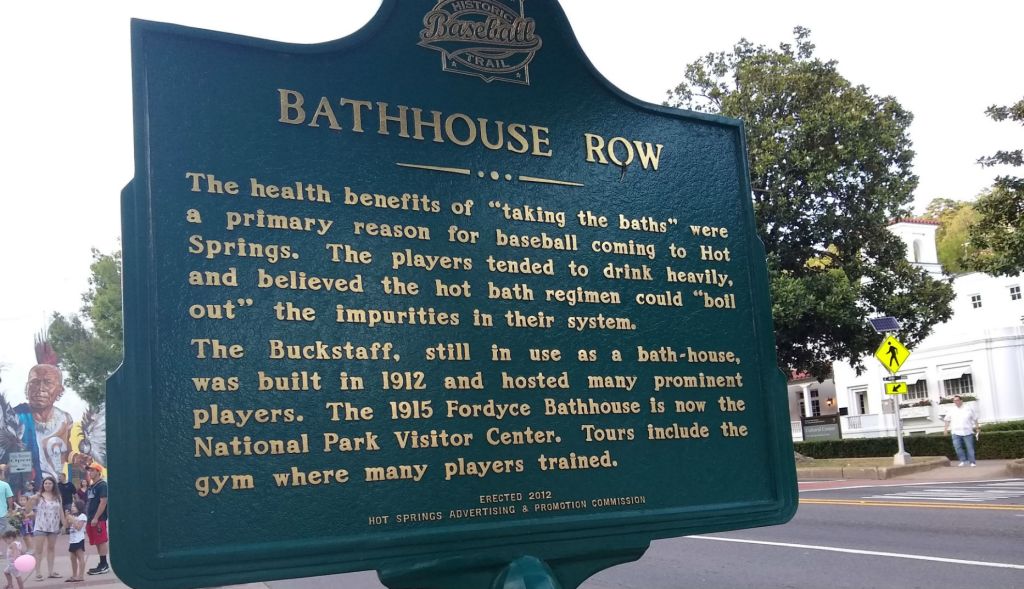 HISTORIC
Baseball
TRAIL
BATHHOUSE ROW
The health benefits of “taking the baths” were
a primary reason for baseball coming to Hot
Springs. The players tended to drink heavily,
and believed the hot bath regimen could “boil
out” the impurities in their system.
The Buckstaff, still in use as a bath-house,
was built in 1912 and hosted many prominent
players. The 1915 Fordyce Bathhouse is now the
National Park Visitor Center. Tours include the
gym where many players trained.
ERECTED 2012
HOT SPRINGS ADVERTISING & PROMOTION COMMISSION